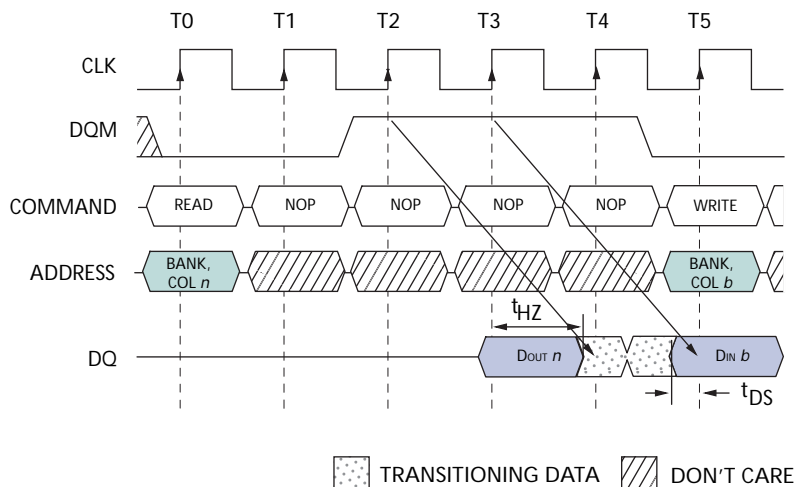 T0 T1 T2 T3 T4 T5
CLK
DQM
COMMAND READ NOP NOP NOP NOP WRITE
ADDRESS BANK, COL n BANK, COL b
tHZ
DQ DOUT n DIN b
tDS
TRANSITIONING DATA DON'T CARE